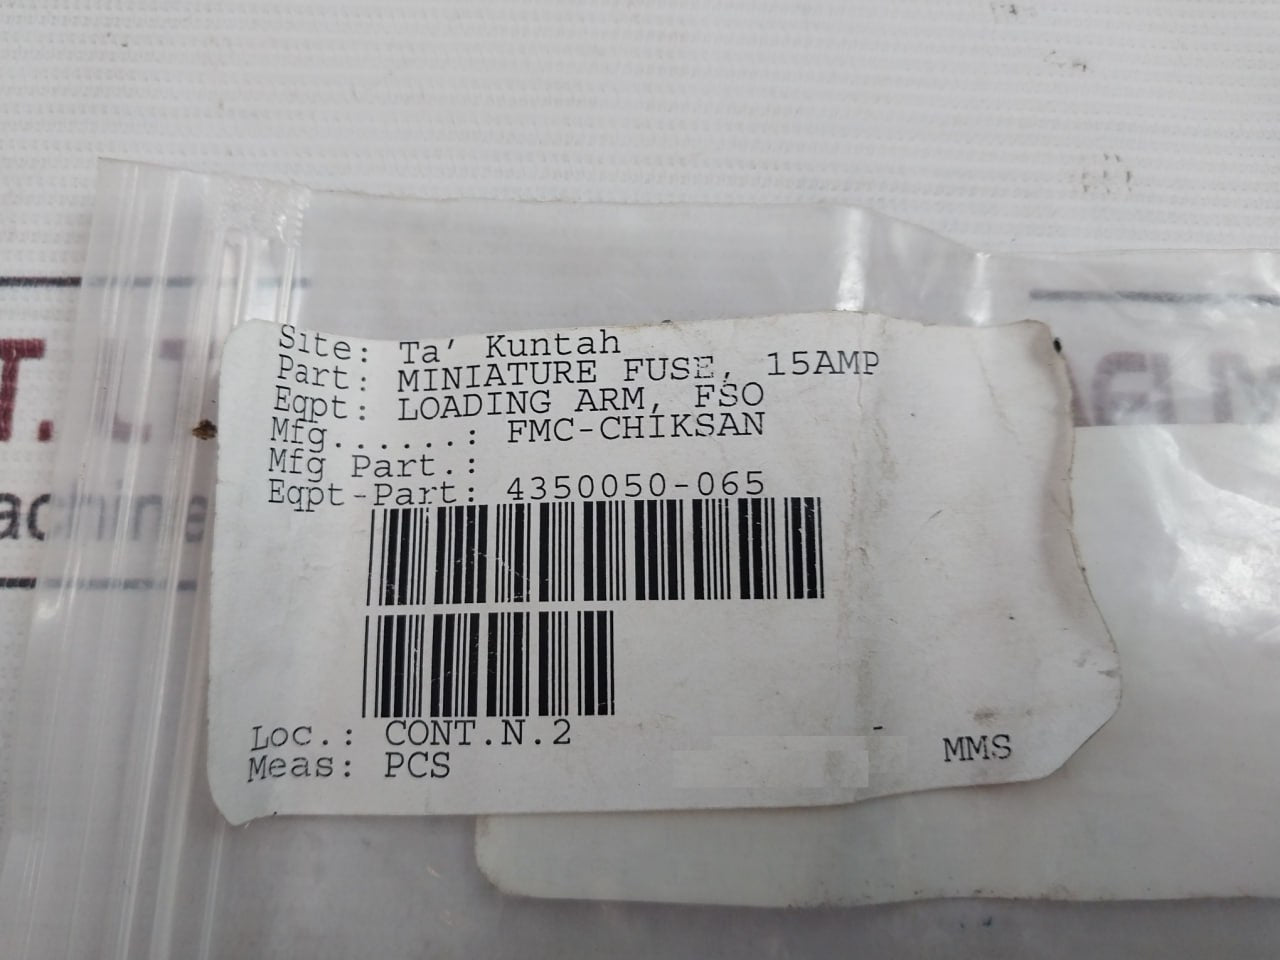 Site: Ta' Kuntah
Part: MINIATURE FUSE, 15AMP
Eqpt: LOADING ARM, FSO
Mfg......: FMC-CHIKSAN
Mfg Part.:
Eqpt-Part: 4350050-065
Loc.: CONT.N.2
Meas: PCS
MMS